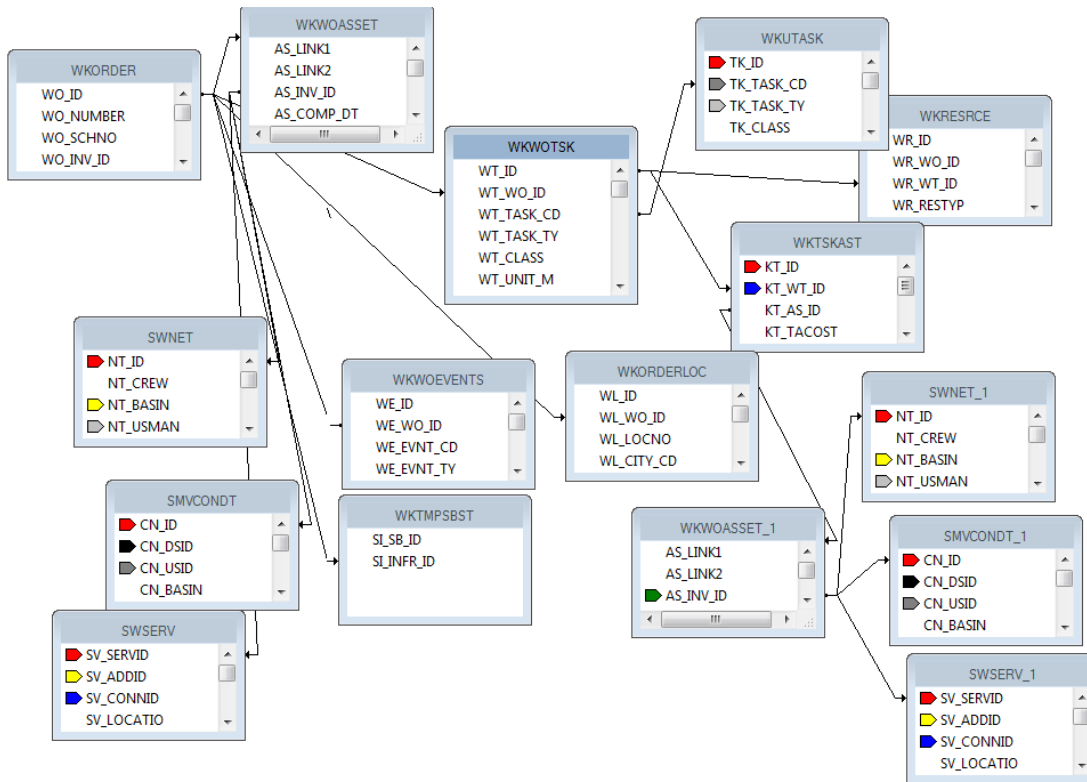 WKORDER
WO_ID
WO_NUMBER
WO_SCHNO
WO_INV_ID
WKWOASSET
AS_LINK1
AS_LINK2
AS_INV_ID
AS_COMP_DT
WKWOTSK
WT_ID
WT_WO_ID
WT_TASK_CD
WT_TASK_TY
WT_CLASS
WT_UNIT_M
WKUTASK
TK_ID
TK_TASK_CD
TK_TASK_TY
TK_CLASS
WKRESRCE
WR_ID
WR_WO_ID
WR_WT_ID
WR_RESTYP
WKTSKAST
KT_ID
KT_WT_ID
KT_AS_ID
KT_TACOST
SWNET
NT_ID
NT_CREW
NT_BASIN
NT_USMAN
WKWOEVENTS
WE_ID
WE_WO_ID
WE_EVNT_CD
WE_EVNT_TY
WKORDERLOC
WL_ID
WL_WO_ID
WL_LOCNO
WL_CITY_CD
SWNET_1
NT_ID
NT_CREW
NT_BASIN
NT_USMAN
SMVCONDT
CN_ID
CN_DSID
CN_USID
CN_BASIN
WKTMPSBST
SI_SB_ID
SI_INFR_ID
WKWOASSET_1
AS_LINK1
AS_LINK2
AS_INV_ID
SMVCONDT_1
CN_ID
CN_DSID
CN_USID
CN_BASIN
SWSERV
SV_SERVID
SV_ADDID
SV_CONNID
SV_LOCATIO
SWSERV_1
SV_SERVID
SV_ADDID
SV_CONNID
SV_LOCATIO